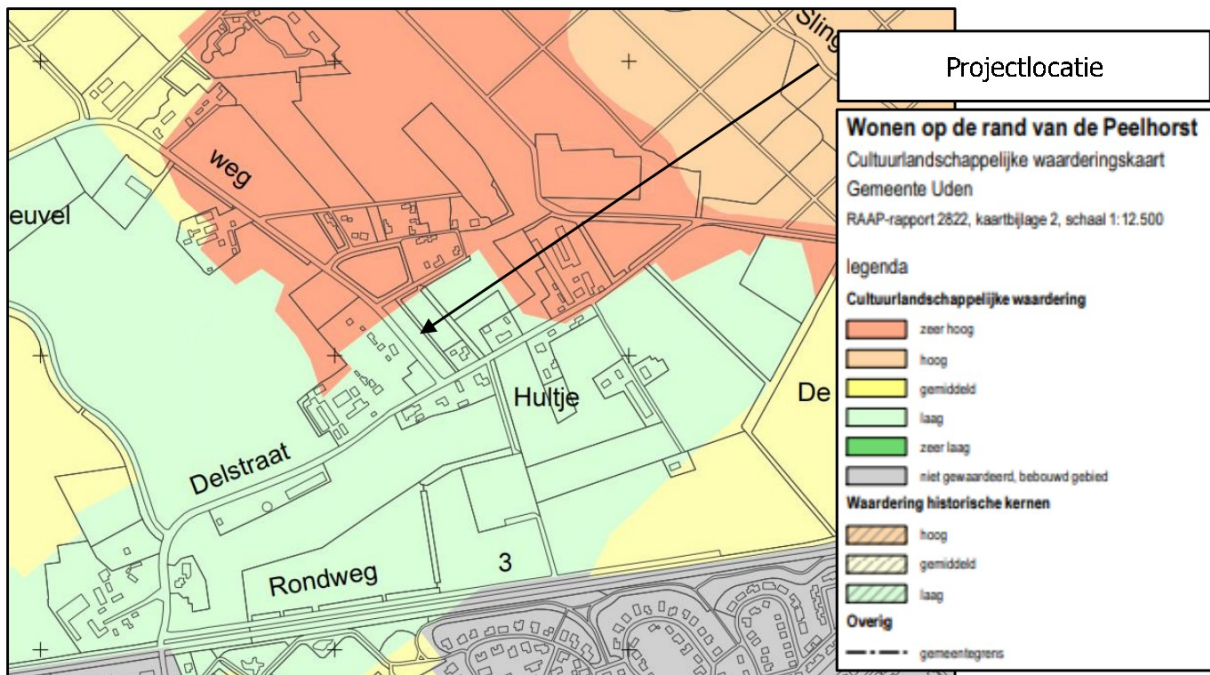 Sling
Projectlocatie
weg
euvel
Hultje
De
Delstraat
Rondweg
3
Wonen op de rand van de Peelhorst
Cultuurlandschappelijke waarderingskaart
Gemeente Uden
RAAP-rapport 2822, kaartbijlage 2, schaal 1:12.500
legenda
Cultuurlandschappelijke waardering
zeer hoog
hoog
gemiddeld
laag
zeer laag
niet gewaardeerd, bebouwd gebied
Waardering historische kernen
hoog
gemiddeld
laag
Overig
gemeentegrens